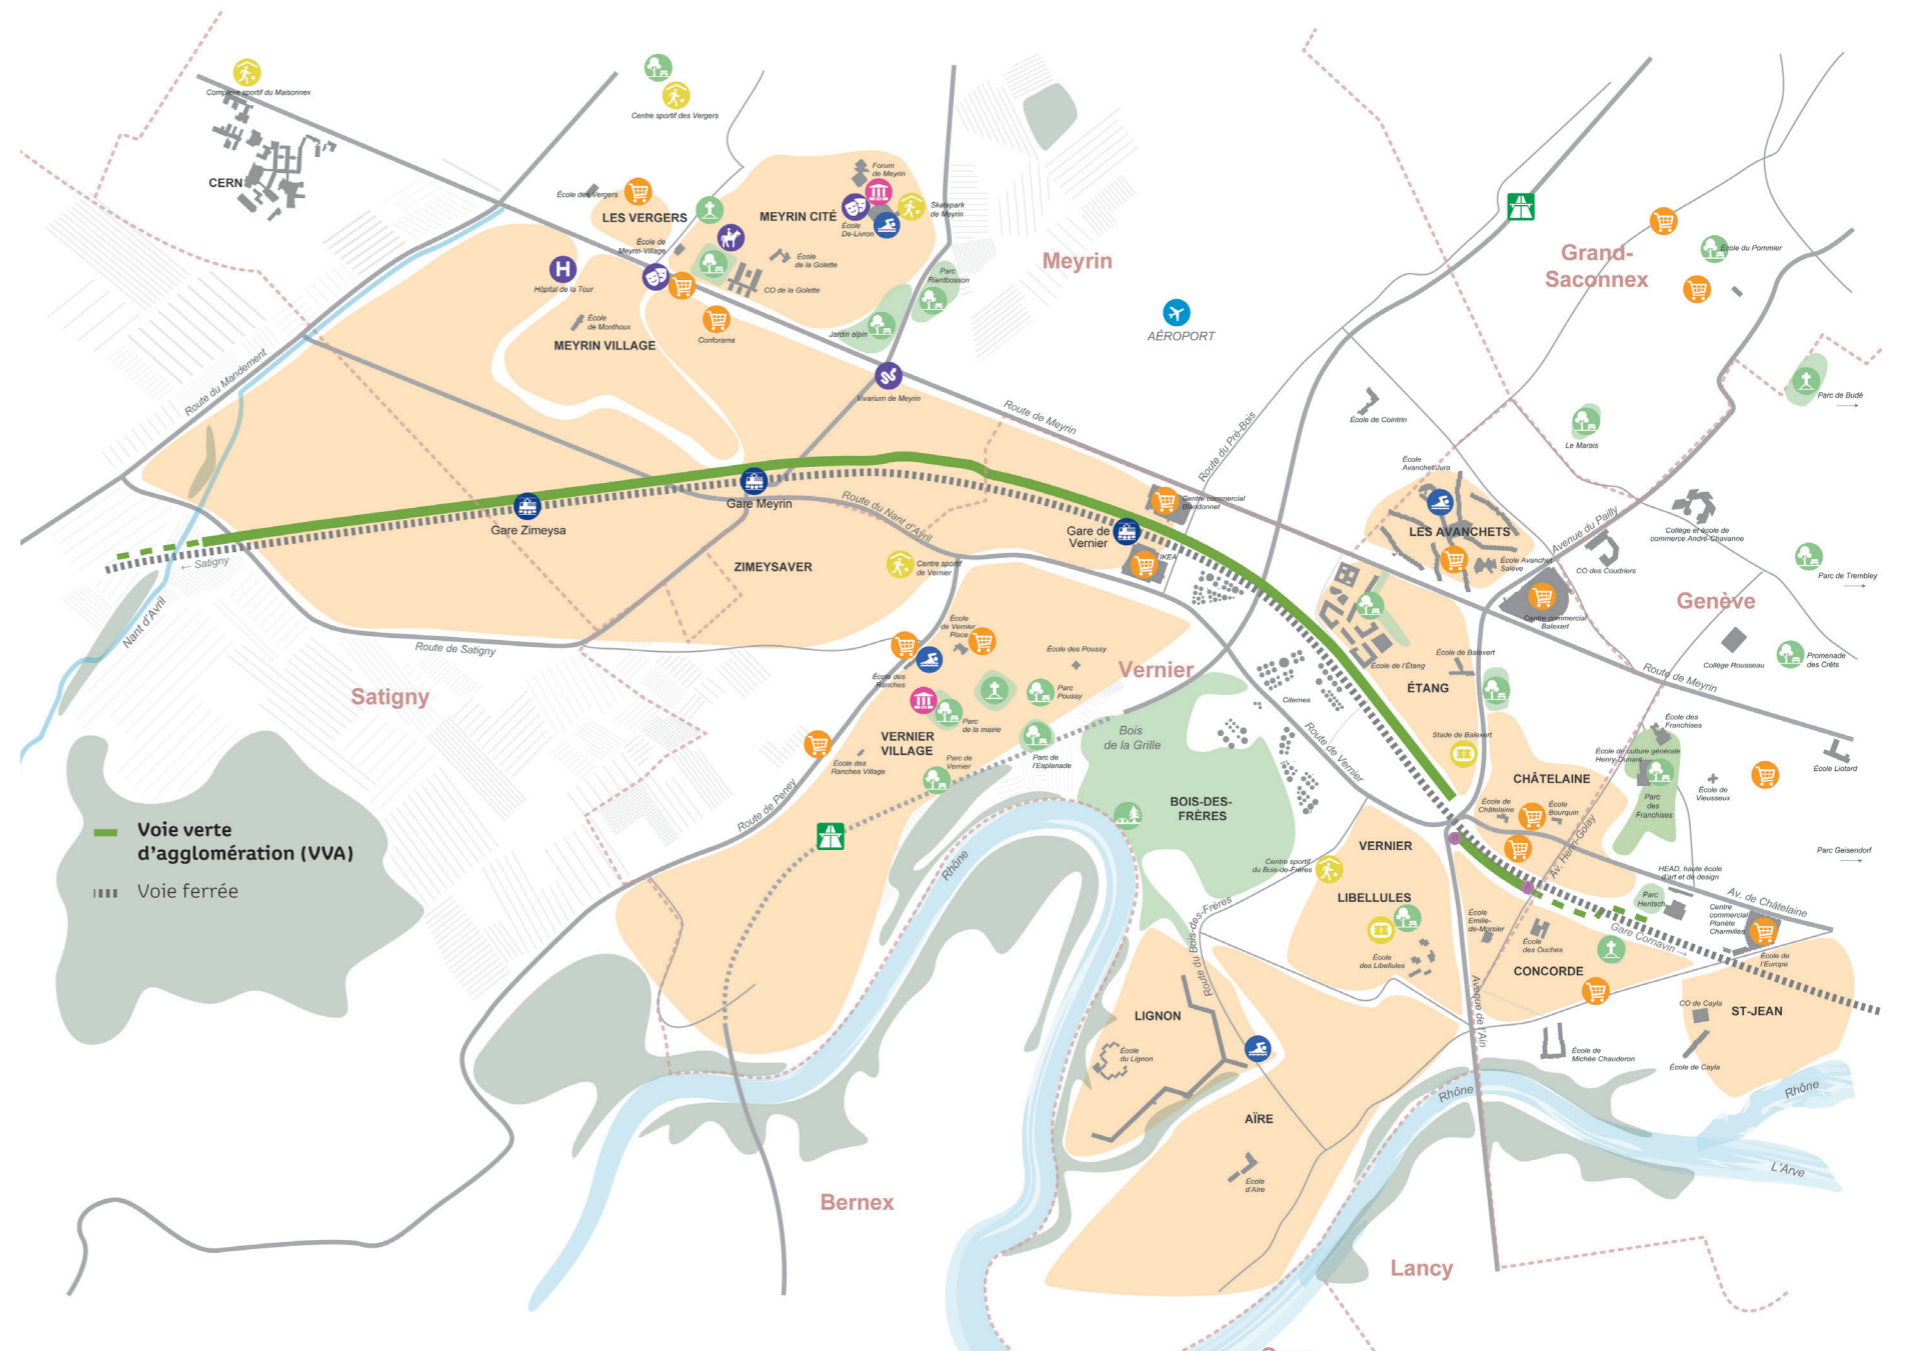 Complexe sportif du Maisonnex
CERN
Centre sportif des Vergers
École des Vergers
LES VERGERS
MEYRIN CITÉ
Forum
de Meyrin
Skatepark
de Meyrin
École
De-Livron
École de
Meyrin-Village
École
de la Golette
CO de la Golette
H
Hôpital de la Tour
École
de Monthoux
MEYRIN VILLAGE
Conforama
Jardin alpin
Parc
Riantbosson
Vivarium de Meyrin
Meyrin
AÉROPORT
Grand-
Saconnex
École du Pommier
Parc de Budé
Le Marais
École de Cointrin
Route du Mandement
Route de Meyrin
Route du Pré-Bois
École
Avanchet-Jura
LES AVANCHETS
École Avanchet
Salève
Avenue du Pailly
CO des Coudriers
Collège et école de
commerce André-Chavanne
Parc de Trembley
Genève
Centre commercial
Balexert
Collège Rousseau
Promenade
des Crêts
Route de Meyrin
Gare Zimeysa
Gare Meyrin
Route du Nant d'Avril
Gare de
Vernier
Centre commercial
Blandonnet
IKEA
← Satigny
Nant d'Avril
ZIMEYSAVER
Centre sportif
de Vernier
Route de Satigny
Satigny
École
de Vernier
Place
École des Poussy
École des
Ranches
Parc
Poussy
Parc
de la mairie
VERNIER
VILLAGE
École des
Ranches Village
Parc de
Vernier
Parc de
l'Esplanade
Route de Peney
Vernier
Bois
de la Grille
BOIS-DES-
FRÈRES
Citernes
Route de Vernier
École de l'Étang
École de Balexert
ÉTANG
Stade de Balexert
CHÂTELAINE
École de
Châtelaine
École
Bourquin
École des
Franchises
École de culture générale
Henry-Dunant
Parc
des
Franchises
École de
Vieusseux
École Liotard
Parc Geisendorf
Av. Henri-Golay
HEAD, haute école
d'art et de design
Av. de Châtelaine
Parc
Hentsch
Centre
commercial
Planète
Charmilles
École de
l'Europe
Gare Cornavin
Voie verte
d'agglomération (VVA)
Voie ferrée
Rhône
Centre sportif
du Bois-de-Frères
VERNIER
LIBELLULES
École
des Libellules
École
Emilie-
de-Morsier
École
des Ouches
CONCORDE
Route du Bois-des-Frères
Avenue de l'Ain
LIGNON
École
du Lignon
AÏRE
École
d'Aïre
École de
Michée Chauderon
CO de Cayla
ST-JEAN
École de Cayla
Rhône
Rhône
L'Arve
Bernex
Lancy